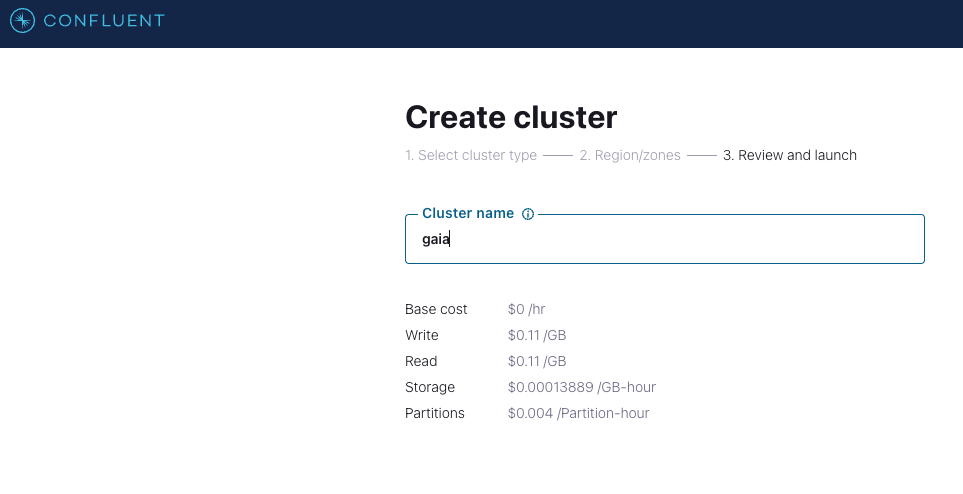 CONFLUENT
Create cluster
1. Select cluster type 2. Region/zones 3. Review and launch
Cluster name
gaia
Base cost $0 /hr
Write $0.11 /GB
Read $0.11 /GB
Storage $0.00013889 /GB-hour
Partitions $0.004 /Partition-hour